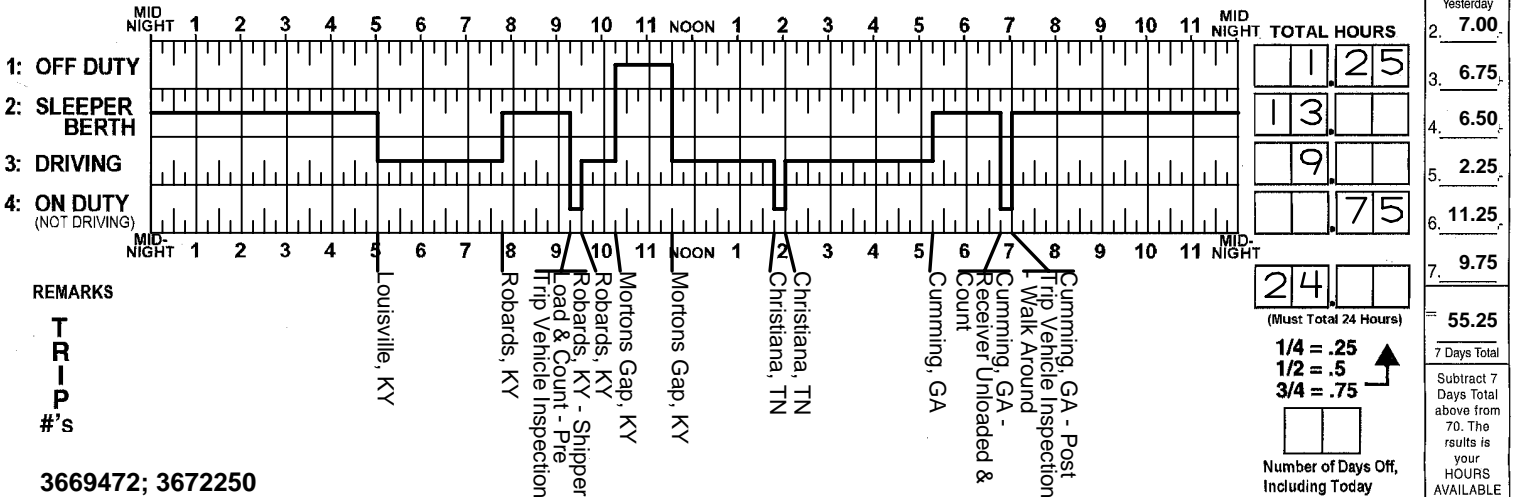 MID NIGHT 1 2 3 4 5 6 7 8 9 10 11 NOON 1 2 3 4 5 6 7 8 9 10 11 MID NIGHT
TOTAL HOURS
1: OFF DUTY
1.25
2: SLEEPER BERTH
13.
3: DRIVING
9.
4: ON DUTY
(NOT DRIVING)
.75
MID-NIGHT 1 2 3 4 5 6 7 8 9 10 11 NOON 1 2 3 4 5 6 7 8 9 10 11 MID-NIGHT
24.
(Must Total 24 Hours)
1/4 = .25
1/2 = .5
3/4 = .75
Number of Days Off,
Including Today
REMARKS
TRIP
#'s
3669472; 3672250
Louisville, KY
Robards, KY
Robards, KY - Shipper
Load & Count - Pre
Trip Vehicle Inspection
Robards, KY
Mortons Gap, KY
Mortons Gap, KY
Christiana, TN
Christiana, TN
Cumming, GA
Cumming, GA -
Receiver Unloaded &
Count
Cumming, GA - Post
Trip Vehicle Inspection
- Walk Around
Yesterday
2. 7.00
3. 6.75
4. 6.50
5. 2.25
6. 11.25
7. 9.75
= 55.25
7 Days Total
Subtract 7
Days Total
above from
70. The
rsults is
your
HOURS
AVAILABLE